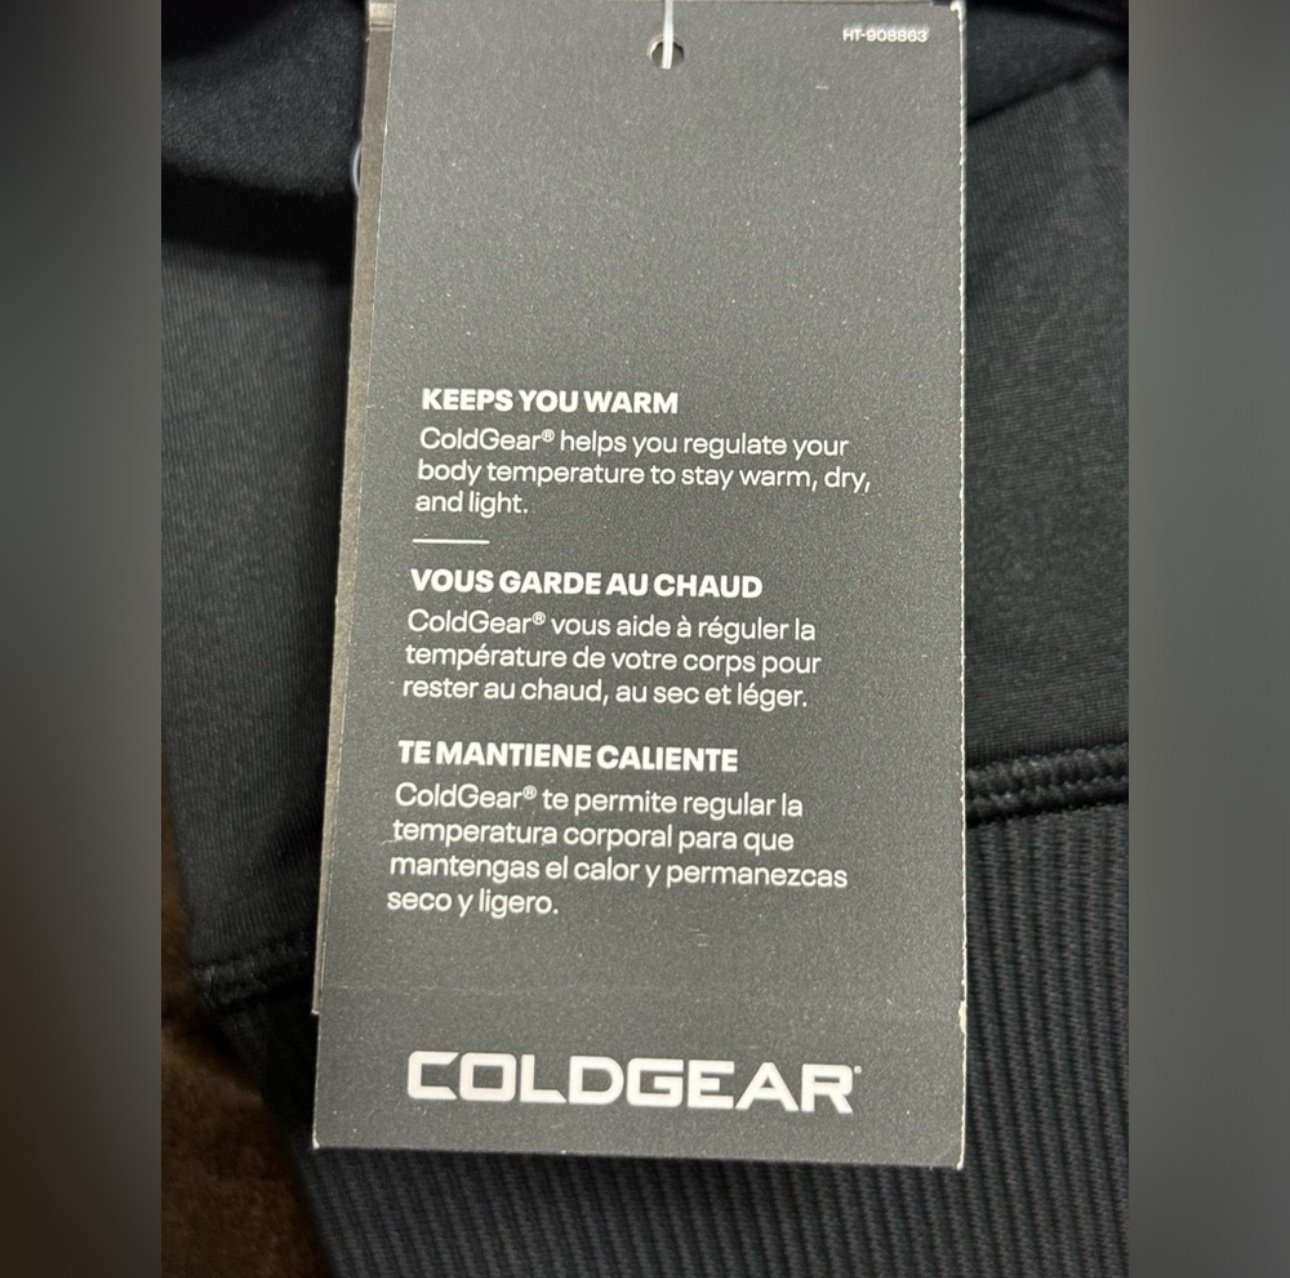 HT-908863
KEEPS YOU WARM
ColdGear® helps you regulate your
body temperature to stay warm, dry,
and light.
VOUS GARDE AU CHAUD
ColdGear® vous aide à réguler la
température de votre corps pour
rester au chaud, au sec et léger.
TE MANTIENE CALIENTE
ColdGear® te permite regular la
temperatura corporal para que
mantengas el calor y permanezcas
seco y ligero.
COLDGEAR